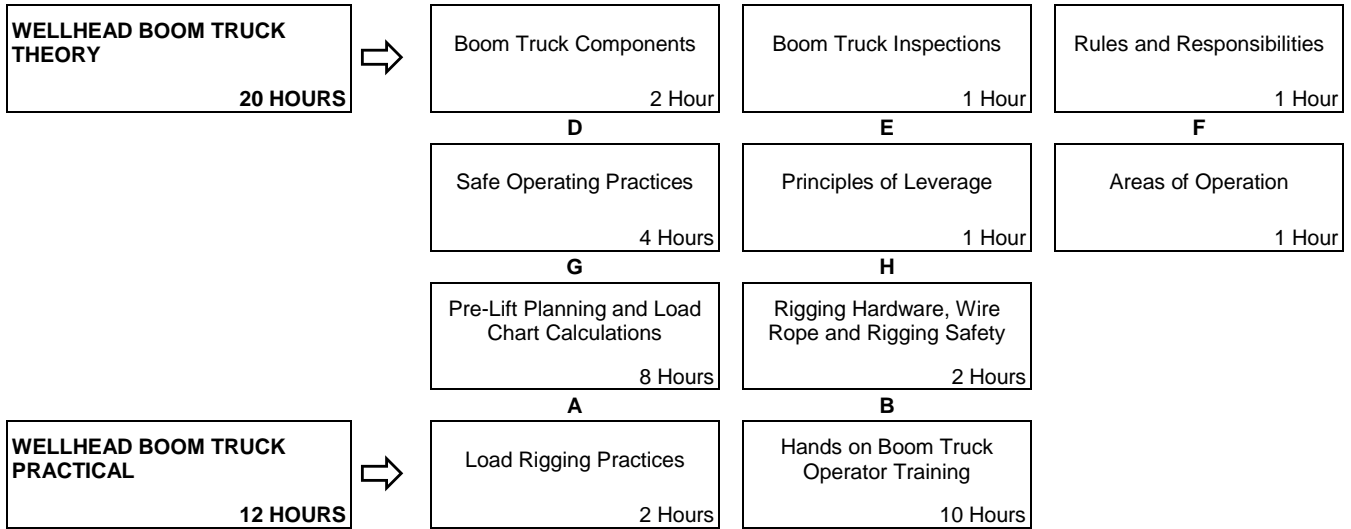 WELLHEAD BOOM TRUCK
THEORY
20 HOURS
Boom Truck Components
2 Hour
Boom Truck Inspections
1 Hour
Rules and Responsibilities
1 Hour
D
E
F
Safe Operating Practices
4 Hours
Principles of Leverage
1 Hour
Areas of Operation
1 Hour
G
H
Pre-Lift Planning and Load
Chart Calculations
8 Hours
Rigging Hardware, Wire
Rope and Rigging Safety
2 Hours
A
B
WELLHEAD BOOM TRUCK
PRACTICAL
12 HOURS
Load Rigging Practices
2 Hours
Hands on Boom Truck
Operator Training
10 Hours